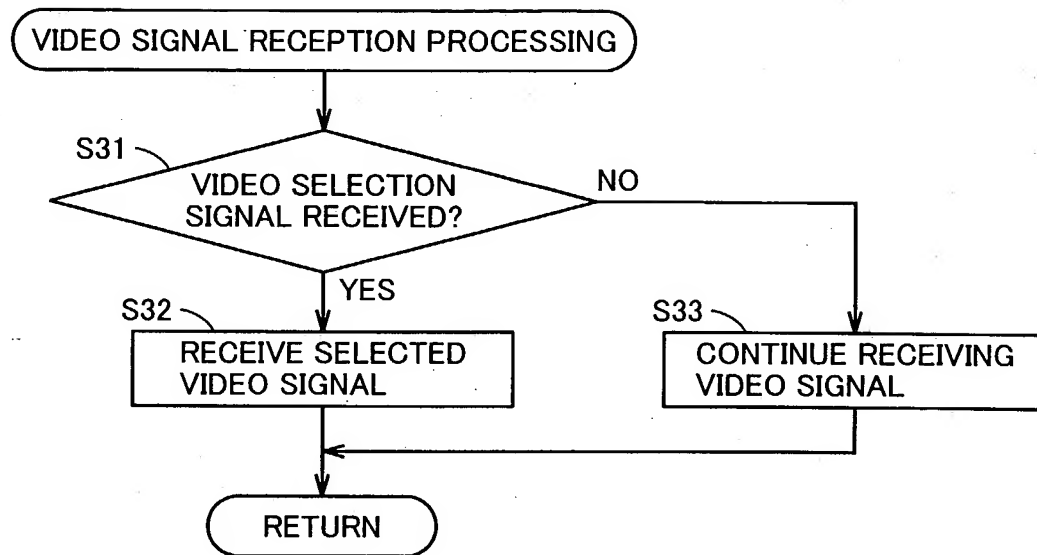 VIDEO SIGNAL RECEPTION PROCESSING
S31
VIDEO SELECTION
SIGNAL RECEIVED?
NO
YES
S32
RECEIVE SELECTED
VIDEO SIGNAL
S33
CONTINUE RECEIVING
VIDEO SIGNAL
RETURN